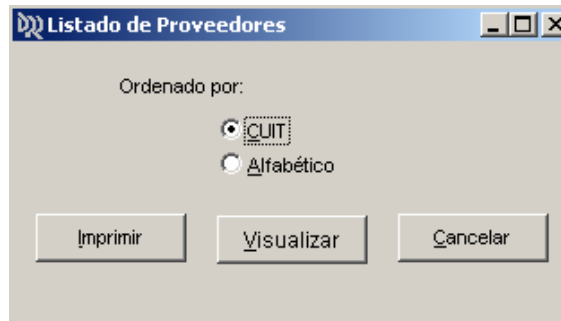 Listado de Proveedores
Ordenado por:
CUIT
Alfabético
Imprimir
Visualizar
Cancelar